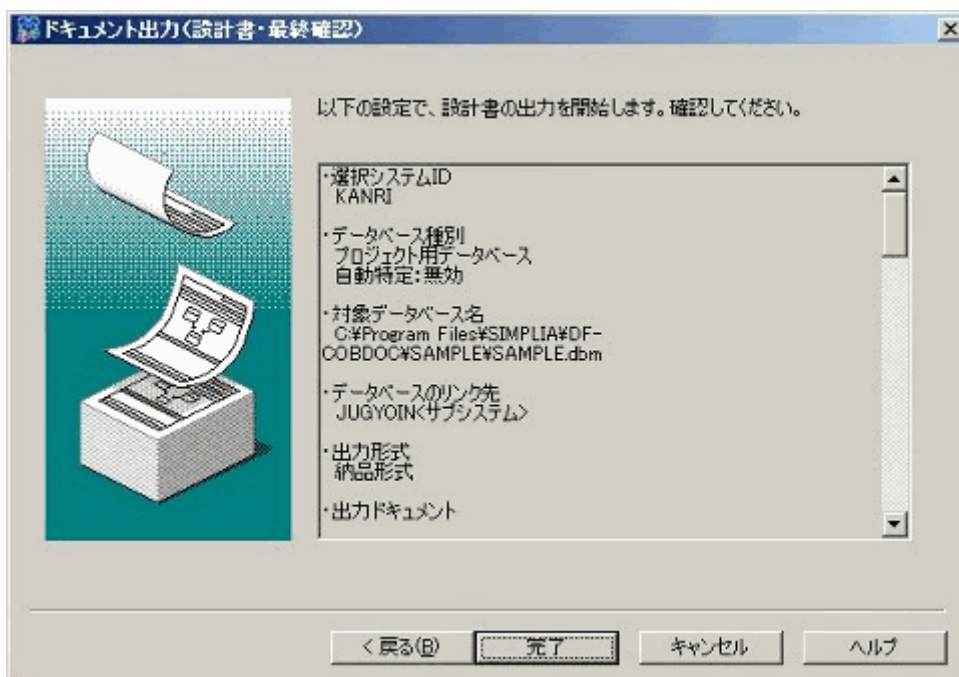 ドキュメント出力(設計書・最終確認)
以下の設定で、設計書の出力を開始します。確認してください。
・選択システムID
KANRI
・データベース種別
プロジェクト用データベース
自動特定:無効
・対象データベース名
C:¥Program Files¥SIMPLIA¥DF-
COBDOC¥SAMPLE¥SAMPLE.dbm
・データベースのリンク先
JUGYOIN<サブシステム>
・出力形式
納品形式
・出力ドキュメント
< 戻る(B)
完了
キャンセル
ヘルプ